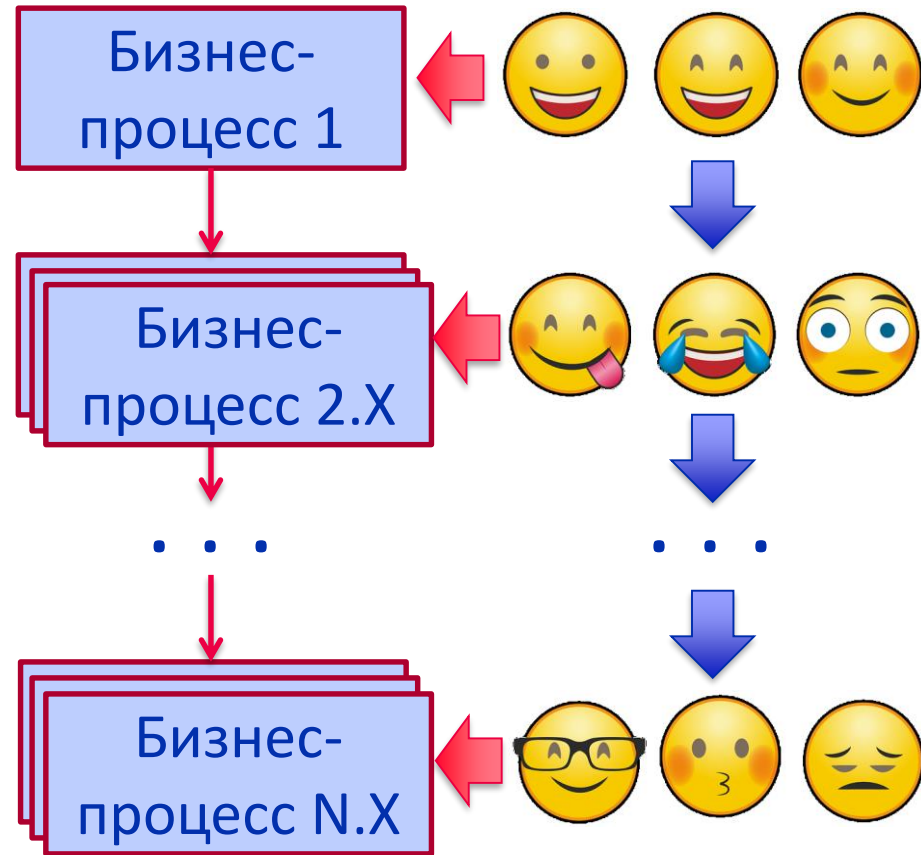 Бизнес-
процесс 1
Бизнес-
процесс 2.X
. . .
. . .
Бизнес-
процесс N.X